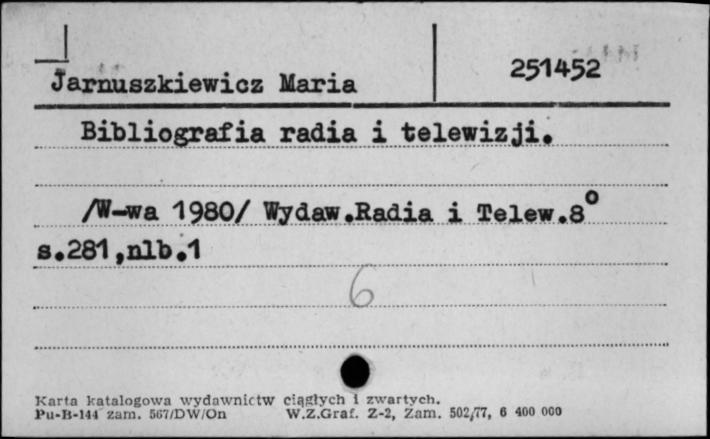 Jarnuszkiewicz Maria 251452
Bibliografia radia i telewizji.
/W-wa 1980/ Wydaw.Radia i Telew.8°
s.281,nlb.1
6
Karta katalogowa wydawnictw ciągłych i zwartych.
Pu-B-144 zam. 567/DW/On W.Z.Graf. Z-2, Zam. 502/77, 6 400 000